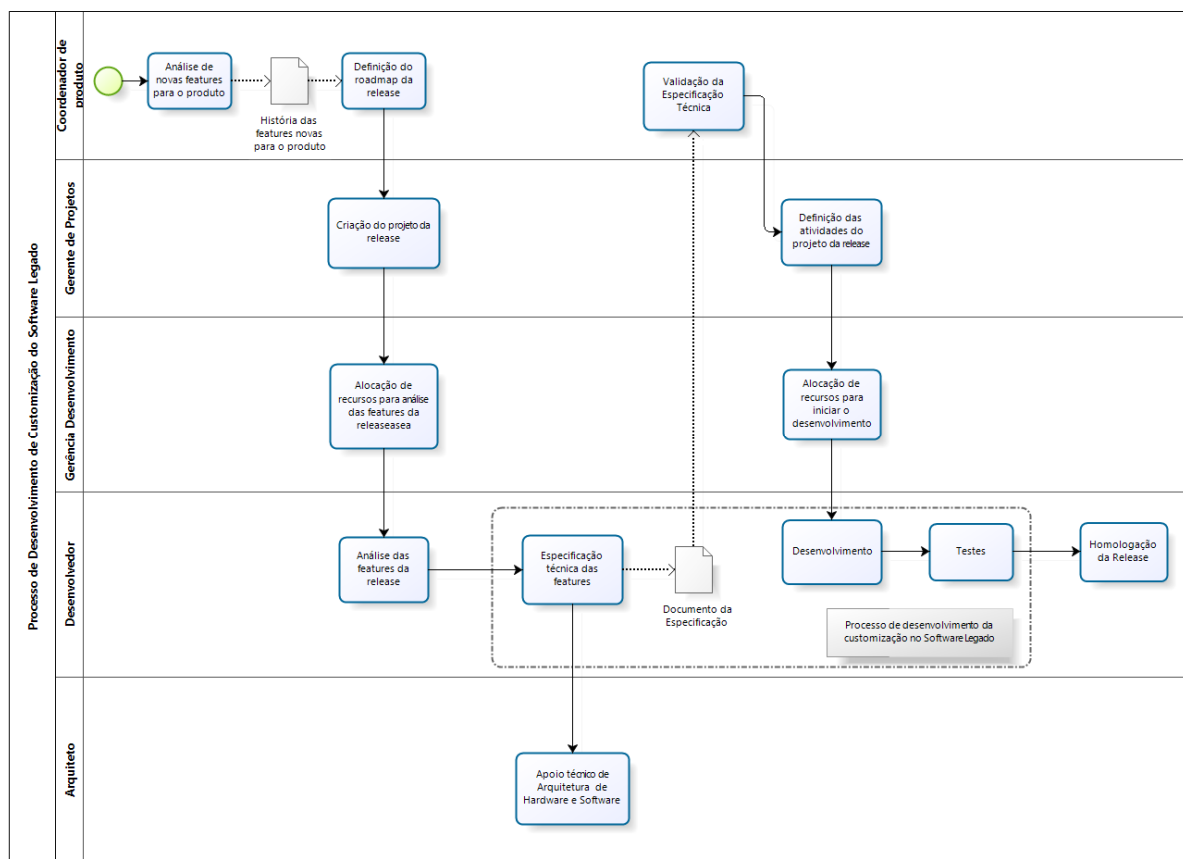 Processo de Desenvolvimento de Customização do Software Legado
Coordenador de
produto
Análise de
novas features
para o produto
História das
features novas
para o produto
Definição do
roadmap da
release
Validação da
Especificação
Técnica
Gerente de Projetos
Criação do projeto da
release
Definição das
atividades do
projeto da release
Gerência Desenvolvimento
Alocação de
recursos para análise
das features da
releaseasea
Alocação de
recursos para
iniciar o
desenvolvimento
Desenvolvedor
Análise das
features da
release
Especificação
técnica das
features
Documento da
Especificação
Desenvolvimento
Testes
Homologação
da Release
Processo de desenvolvimento da
customização no Software Legado
Arquiteto
Apoio técnico de
Arquitetura de
Hardware e Software